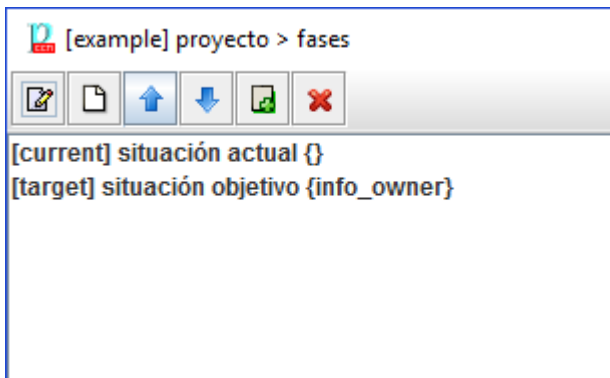 [example] proyecto > fases
[current] situación actual {}
[target] situación objetivo {info_owner}